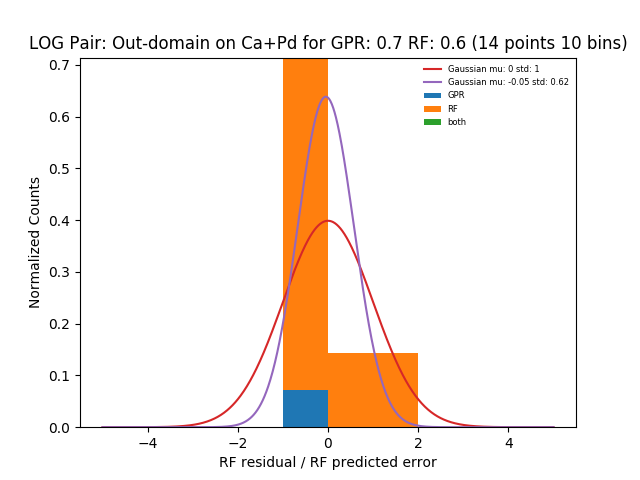 LOG Pair: Out-domain on Ca+Pd for GPR: 0.7 RF: 0.6 (14 points 10 bins)
Gaussian mu: 0 std: 1
Gaussian mu: -0.05 std: 0.62
GPR
RF
both
Normalized Counts
0.7
0.6
0.5
0.4
0.3
0.2
0.1
0.0
−4 −2 0 2 4
RF residual / RF predicted error